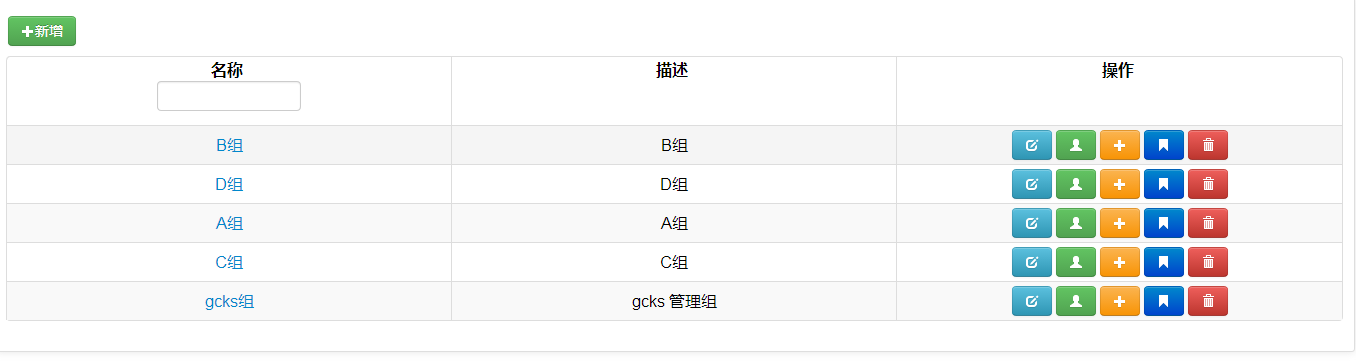 新增
名称 描述 操作
B组 B组
D组 D组
A组 A组
C组 C组
gcks组 gcks 管理组